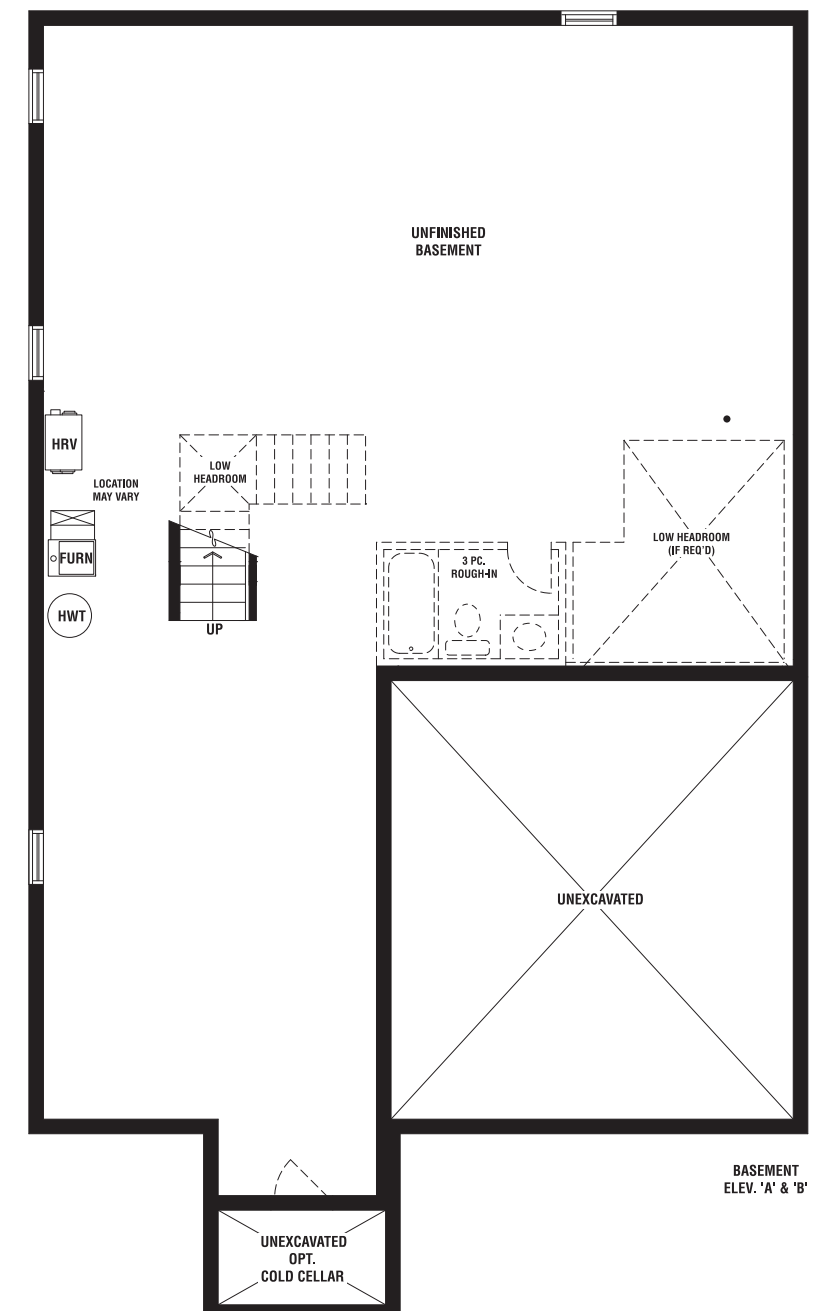 UNFINISHED
BASEMENT
HRV
LOW
HEADROOM
LOCATION
MAY VARY
LOW HEADROOM
(IF REQ'D)
FURN
3 PC.
ROUGH-IN
HWT
UP
UNEXCAVATED
BASEMENT
ELEV. 'A' & 'B'
UNEXCAVATED
OPT.
COLD CELLAR